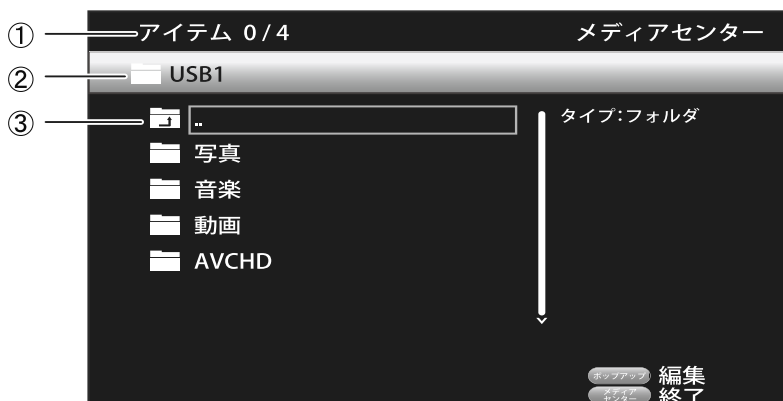 ① アイテム 0/4 メディアセンター
② USB1
③ .. タイプ:フォルダ
写真
音楽
動画
AVCHD
ポップアップ 編集
メディアセンター 終了